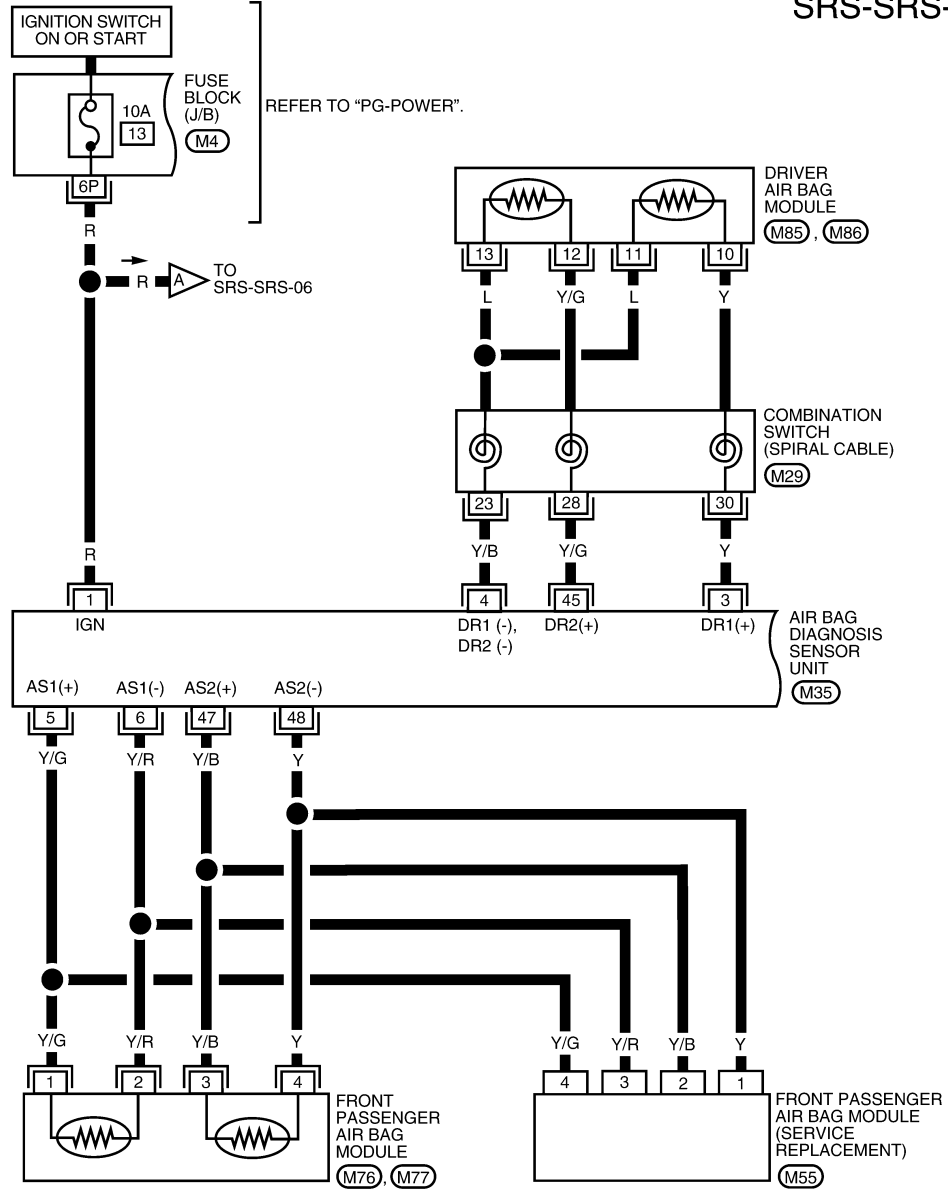 SRS-SRS-
IGNITION SWITCH
ON OR START
FUSE
BLOCK
(J/B)
M4
10A
13
REFER TO “PG-POWER”.
6P
R
R
A
TO
SRS-SRS-06
DRIVER
AIR BAG
MODULE
M85 , M86
13
12
11
10
L
Y/G
L
Y
COMBINATION
SWITCH
(SPIRAL CABLE)
M29
23
28
30
Y/B
Y/G
Y
R
1
4
45
3
IGN
DR1 (-),
DR2 (-)
DR2(+)
DR1(+)
AIR BAG
DIAGNOSIS
SENSOR
UNIT
M35
AS1(+)
AS1(-)
AS2(+)
AS2(-)
5
6
47
48
Y/G
Y/R
Y/B
Y
Y/G
Y/R
Y/B
Y
Y/G
Y/R
Y/B
Y
1
2
3
4
4
3
2
1
FRONT
PASSENGER
AIR BAG
MODULE
M76 , M77
FRONT PASSENGER
AIR BAG MODULE
(SERVICE
REPLACEMENT)
M55